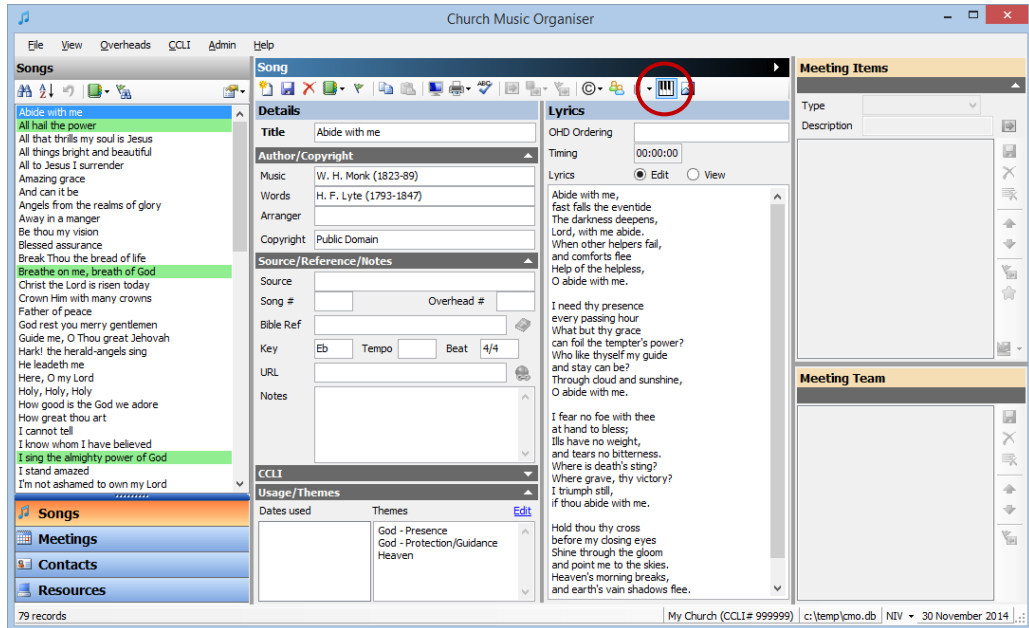 Church Music Organiser
File View Overheads CCLI Admin Help
Songs
Abide with me
All hail the power
All that thrills my soul is Jesus
All things bright and beautiful
All to Jesus I surrender
Amazing grace
And can it be
Angels from the realms of glory
Away in a manger
Be thou my vision
Blessed assurance
Break Thou the bread of life
Breathe on me, breath of God
Christ the Lord is risen today
Crown Him with many crowns
Father of peace
God rest you merry gentlemen
Guide me, O Thou great Jehovah
Hark! the herald-angels sing
He leadeth me
Here, O my Lord
Holy, Holy, Holy
How good is the God we adore
How great thou art
I cannot tell
I know whom I have believed
I sing the almighty power of God
I stand amazed
I'm not ashamed to own my Lord
Songs
Meetings
Contacts
Resources
Song
Details
Title Abide with me
Author/Copyright
Music W. H. Monk (1823-89)
Words H. F. Lyte (1793-1847)
Arranger
Copyright Public Domain
Source/Reference/Notes
Source
Song # Overhead #
Bible Ref
Key Eb Tempo Beat 4/4
URL
Notes
CCLI
Usage/Themes
Dates used Themes Edit
God - Presence
God - Protection/Guidance
Heaven
Lyrics
OHD Ordering
Timing 00:00:00
Lyrics Edit View
Abide with me,
fast falls the eventide
The darkness deepens,
Lord, with me abide.
When other helpers fail,
and comforts flee
Help of the helpless,
O abide with me.
I need thy presence
every passing hour
What but thy grace
can foil the tempter's power?
Who like thyself my guide
and stay can be?
Through cloud and sunshine,
O abide with me.
I fear no foe with thee
at hand to bless;
Ills have no weight,
and tears no bitterness.
Where is death's sting?
Where grave, thy victory?
I triumph still,
if thou abide with me.
Hold thou thy cross
before my closing eyes
Shine through the gloom
and point me to the skies.
Heaven's morning breaks,
and earth's vain shadows flee.
Meeting Items
Type
Description
Meeting Team
79 records My Church (CCLI# 999999) c:\temp\cmo.db NIV 30 November 2014